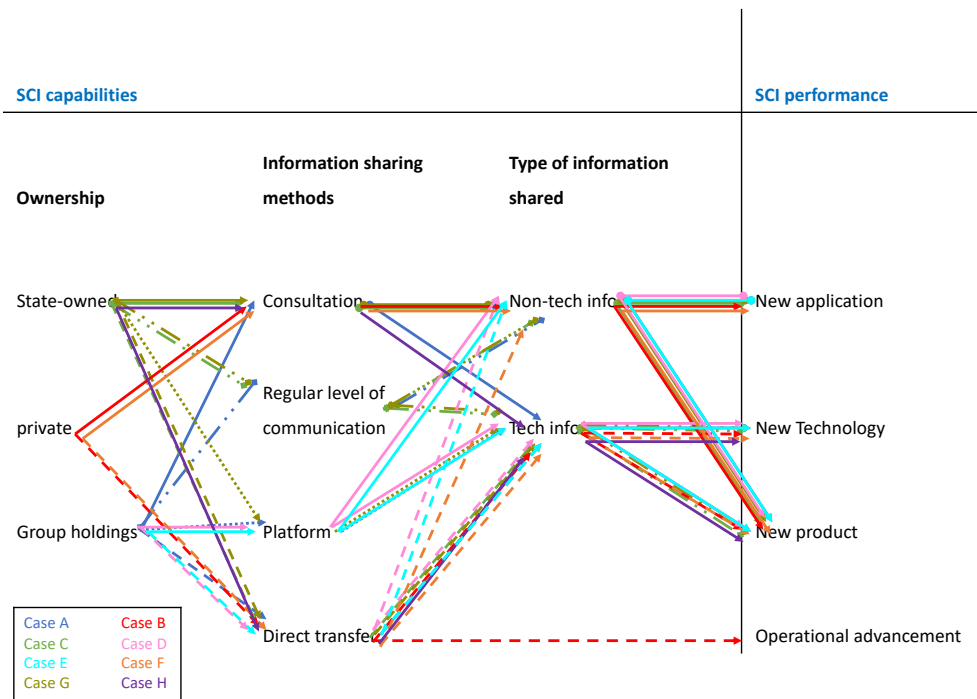 SCI capabilities
SCI performance
Information sharing
methods
Type of information
shared
Ownership
State-owned
Consultation
Non-tech info
New application
Regular level of
communication
private
Tech info
New Technology
Group holdings
Platform
New product
Direct transfer
Operational advancement
Case A
Case B
Case C
Case D
Case E
Case F
Case G
Case H